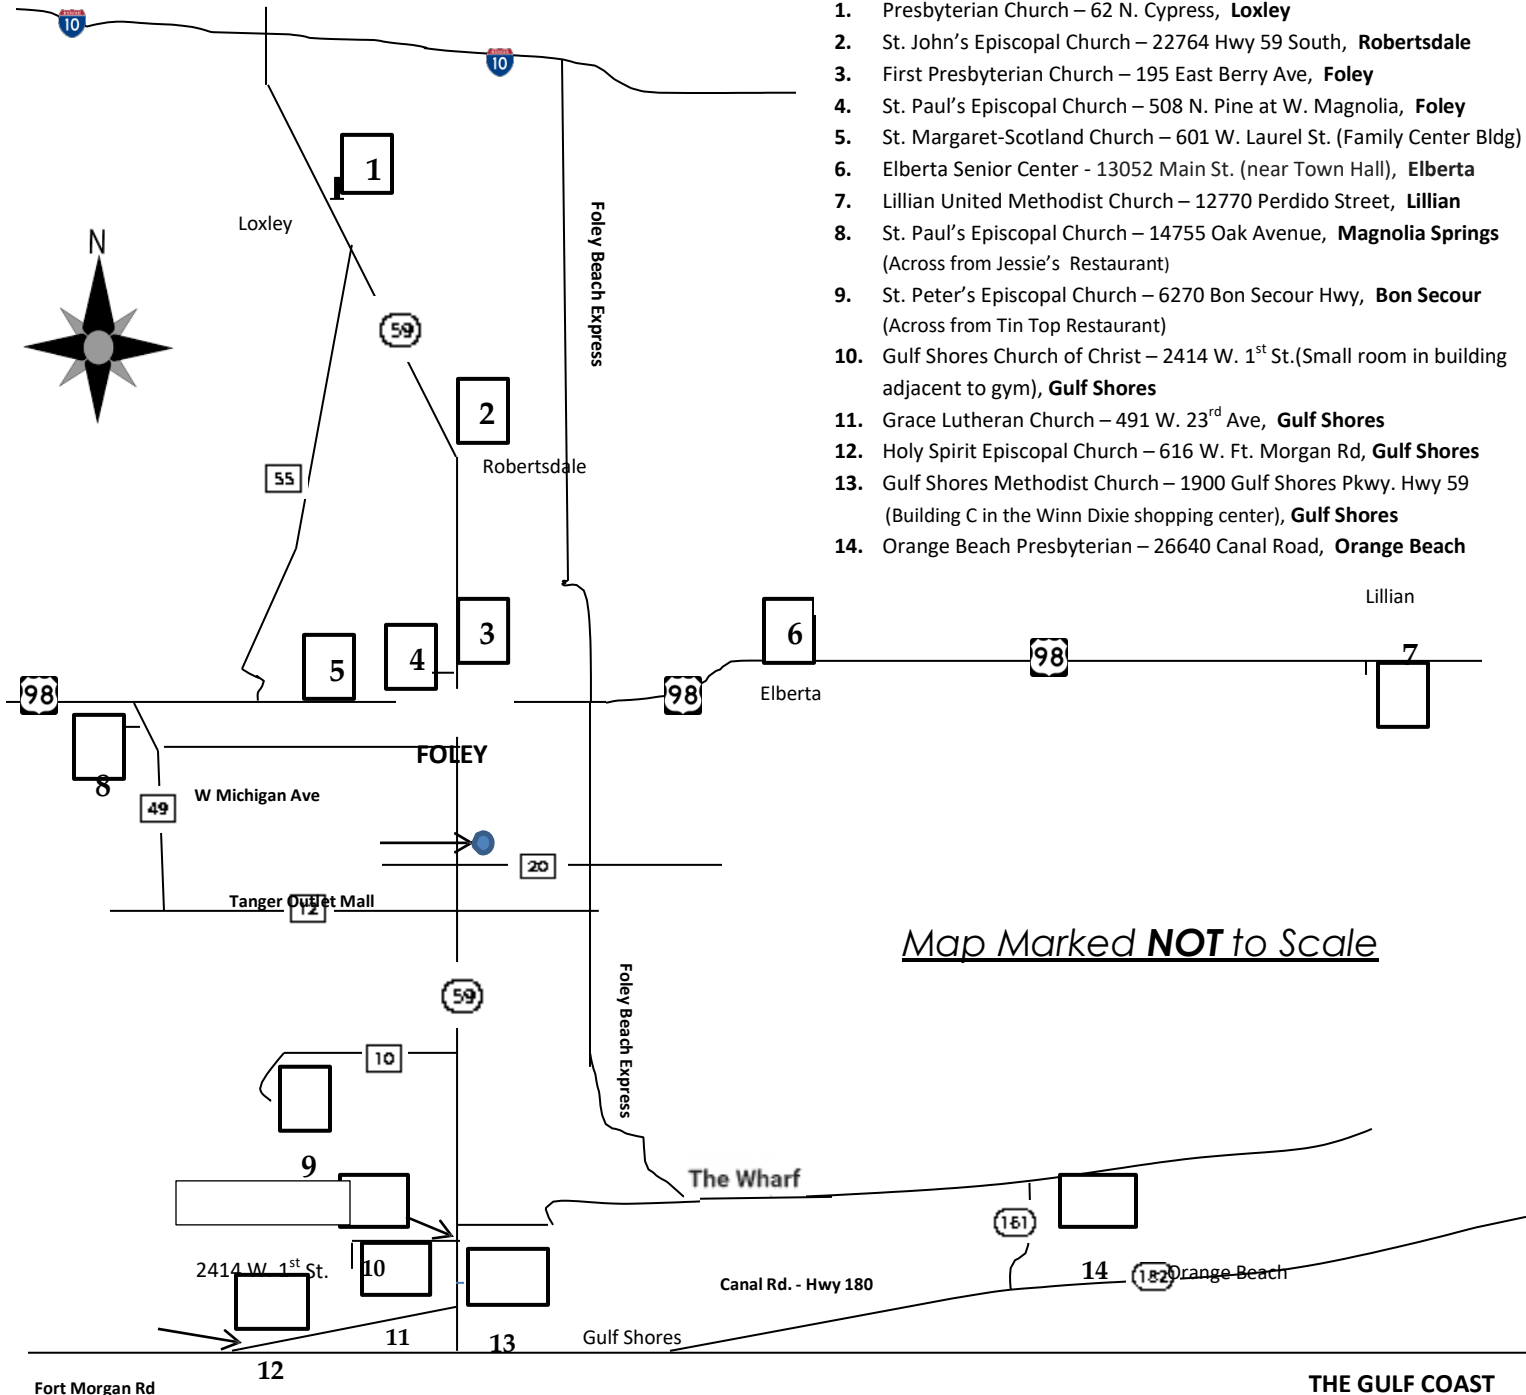 1. Presbyterian Church – 62 N. Cypress, Loxley
2. St. John’s Episcopal Church – 22764 Hwy 59 South, Robertsdale
3. First Presbyterian Church – 195 East Berry Ave, Foley
4. St. Paul’s Episcopal Church – 508 N. Pine at W. Magnolia, Foley
5. St. Margaret-Scotland Church – 601 W. Laurel St. (Family Center Bldg)
6. Elberta Senior Center - 13052 Main St. (near Town Hall), Elberta
7. Lillian United Methodist Church – 12770 Perdido Street, Lillian
8. St. Paul’s Episcopal Church – 14755 Oak Avenue, Magnolia Springs
(Across from Jessie’s Restaurant)
9. St. Peter’s Episcopal Church – 6270 Bon Secour Hwy, Bon Secour
(Across from Tin Top Restaurant)
10. Gulf Shores Church of Christ – 2414 W. 1st St.(Small room in building
adjacent to gym), Gulf Shores
11. Grace Lutheran Church – 491 W. 23rd Ave, Gulf Shores
12. Holy Spirit Episcopal Church – 616 W. Ft. Morgan Rd, Gulf Shores
13. Gulf Shores Methodist Church – 1900 Gulf Shores Pkwy. Hwy 59
(Building C in the Winn Dixie shopping center), Gulf Shores
14. Orange Beach Presbyterian – 26640 Canal Road, Orange Beach
10
10
1
Loxley
N
Foley Beach Express
59
2
Robertsdale
55
Lillian
3
4
5
6
7
98
98
98
Elberta
FOLEY
8
49
W Michigan Ave
20
Tanger Outlet Mall
12
Map Marked NOT to Scale
59
Foley Beach Express
10
9
The Wharf
161
2414 W. 1st St.
10
14
182
Orange Beach
Canal Rd. - Hwy 180
11
13
Gulf Shores
12
Fort Morgan Rd
THE GULF COAST